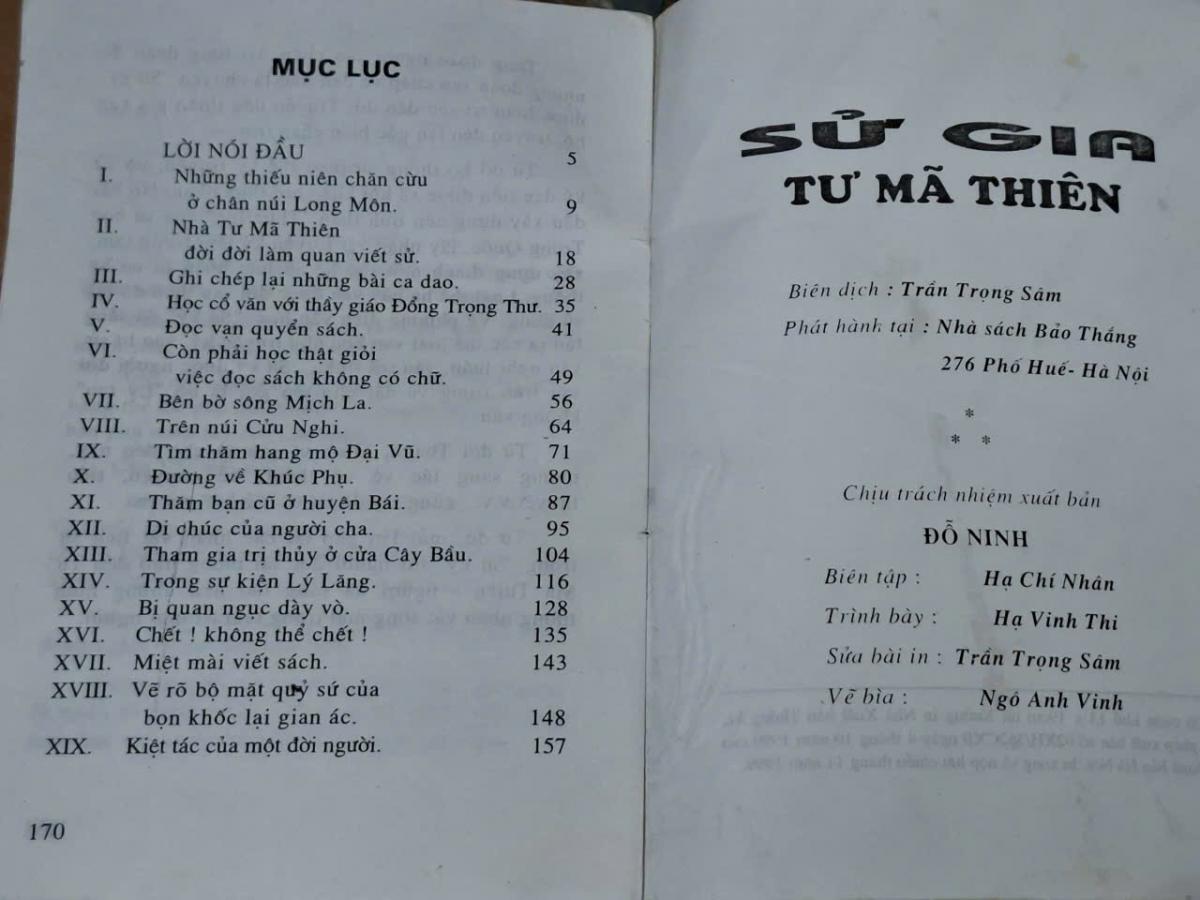 MỤC LỤC
LỜI NÓI ĐẦU 5
I. Những thiếu niên chăn cừu
ở chân núi Long Môn. 9
II. Nhà Tư Mã Thiên
đời đời làm quan viết sử. 18
III. Ghi chép lại những bài ca dao. 28
IV. Học cổ văn với thầy giáo Đổng Trọng Thư. 35
V. Đọc vạn quyển sách. 41
VI. Còn phải học thật giỏi
việc đọc sách không có chữ. 49
VII. Bên bờ sông Mịch La. 56
VIII. Trên núi Cửu Nghi. 64
IX. Tìm thăm hang mộ Đại Vũ. 71
X. Đường về Khúc Phụ. 80
XI. Thăm bạn cũ ở huyện Bái. 87
XII. Di chúc của người cha. 95
XIII. Tham gia trị thủy ở cửa Cây Bầu. 104
XIV. Trong sự kiện Lý Lăng. 116
XV. Bị quan ngục dày vò. 128
XVI. Chết ! không thể chết ! 135
XVII. Miệt mài viết sách. 143
XVIII. Vẽ rõ bộ mặt quỷ sứ của
bọn khốc lại gian ác. 148
XIX. Kiệt tác của một đời người. 157
170
SỬ GIA
TƯ MÃ THIÊN
Biên dịch : Trần Trọng Sâm
Phát hành tại : Nhà sách Bảo Thắng
276 Phố Huế- Hà Nội
*
* *
Chịu trách nhiệm xuất bản
ĐỖ NINH
Biên tập : Hạ Chí Nhân
Trình bày : Hạ Vinh Thi
Sửa bài in : Trần Trọng Sâm
Vẽ bìa : Ngô Anh Vinh